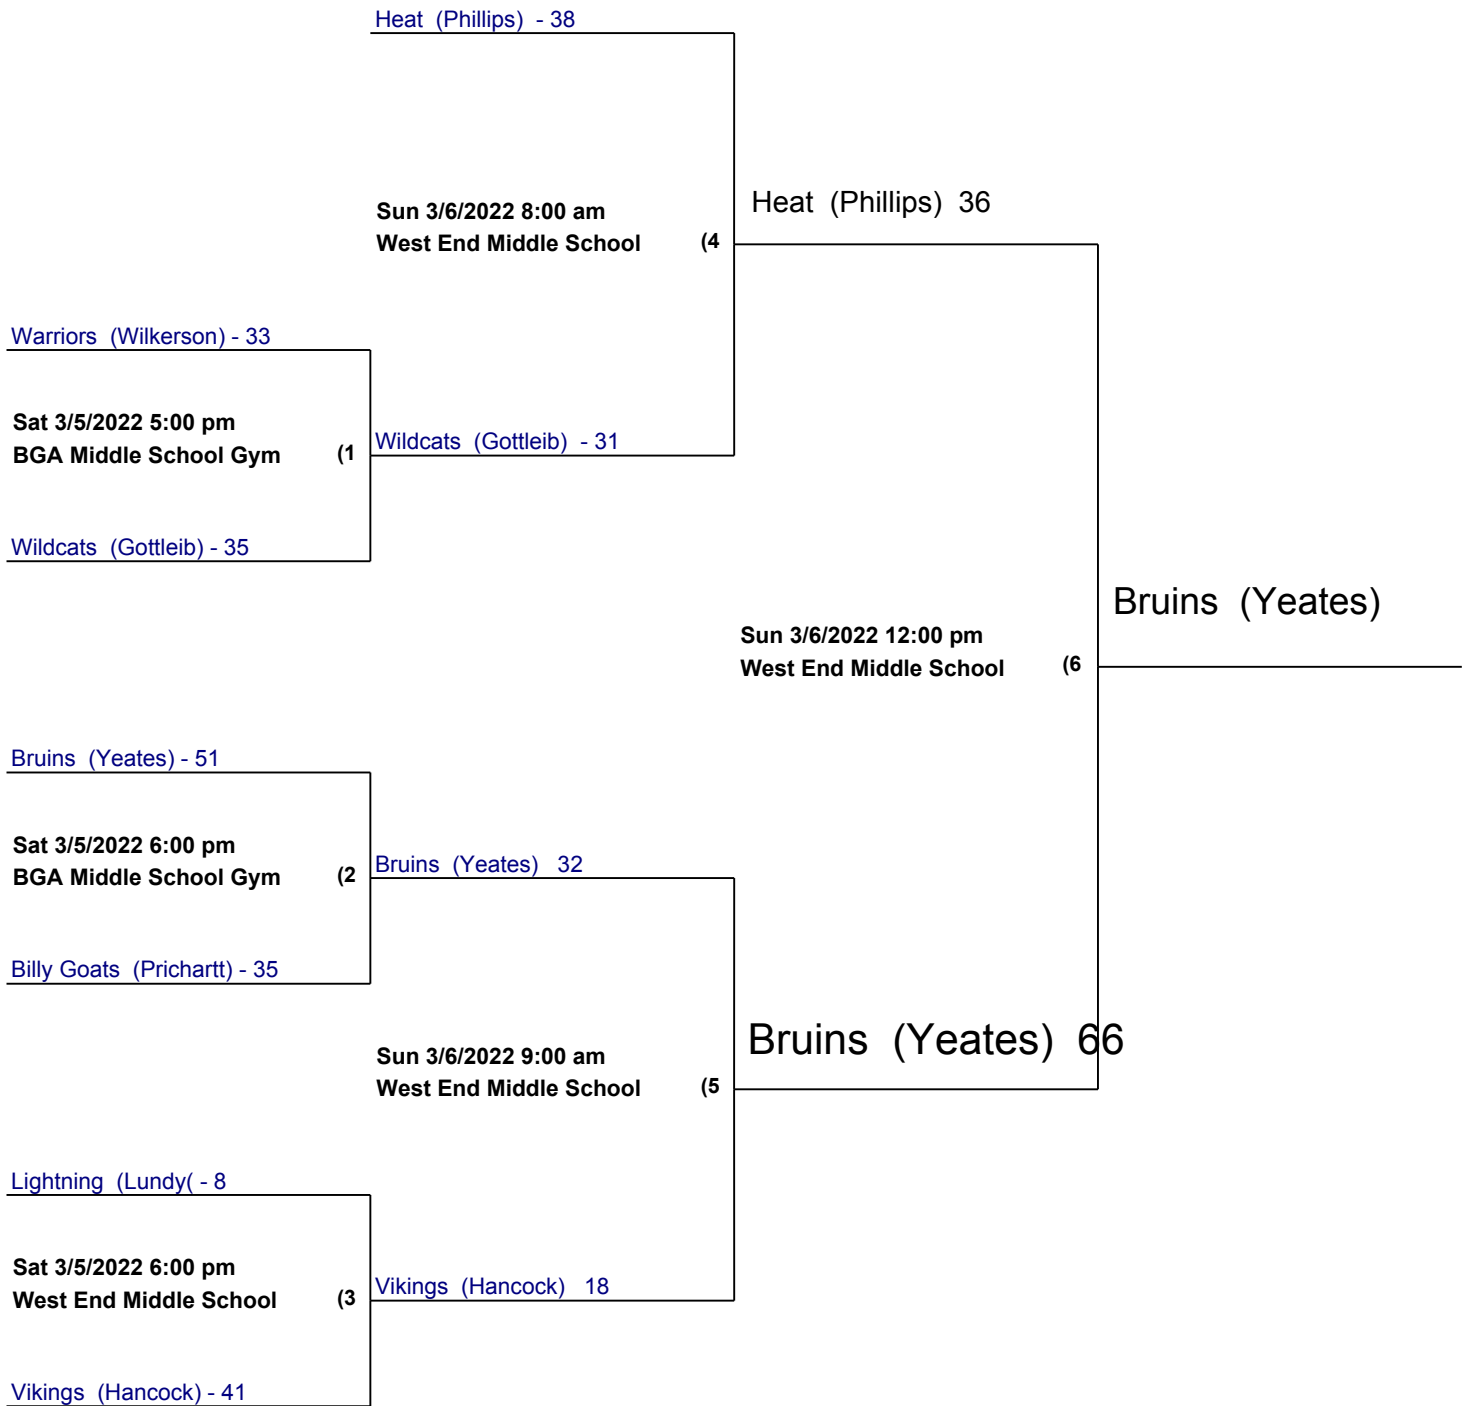 Heat (Phillips) - 38
Heat (Phillips) 36
Sun 3/6/2022 8:00 am
West End Middle School (4
Warriors (Wilkerson) - 33
Sat 3/5/2022 5:00 pm
BGA Middle School Gym (1
Wildcats (Gottleib) - 31
Wildcats (Gottleib) - 35
Bruins (Yeates)
Sun 3/6/2022 12:00 pm
West End Middle School (6
Bruins (Yeates) - 51
Sat 3/5/2022 6:00 pm
BGA Middle School Gym (2
Bruins (Yeates) 32
Billy Goats (Prichartt) - 35
Bruins (Yeates) 66
Sun 3/6/2022 9:00 am
West End Middle School (5
Lightning (Lundy( - 8
Sat 3/5/2022 6:00 pm
West End Middle School (3
Vikings (Hancock) 18
Vikings (Hancock) - 41